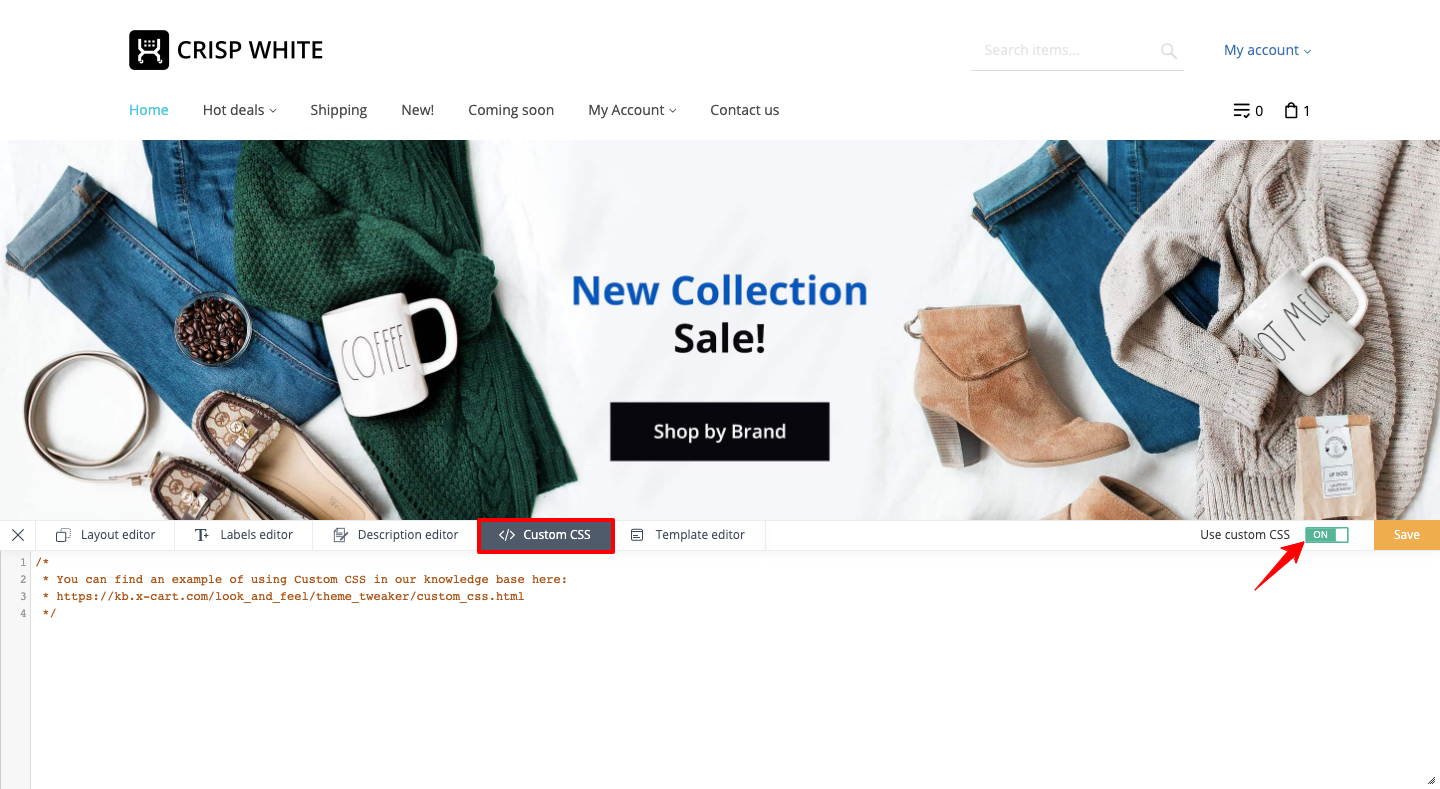 CRISP WHITE
Search items...
My account
Home Hot deals Shipping New! Coming soon My Account Contact us 0 1
New Collection
Sale!
COFFEE
Shop by Brand
Layout editor Labels editor Description editor </> Custom CSS Template editor Use custom CSS ON Save
1 /*
2 * You can find an example of using Custom CSS in our knowledge base here:
3 * https://kb.x-cart.com/look_and_feel/theme_tweaker/custom_css.html
4 */